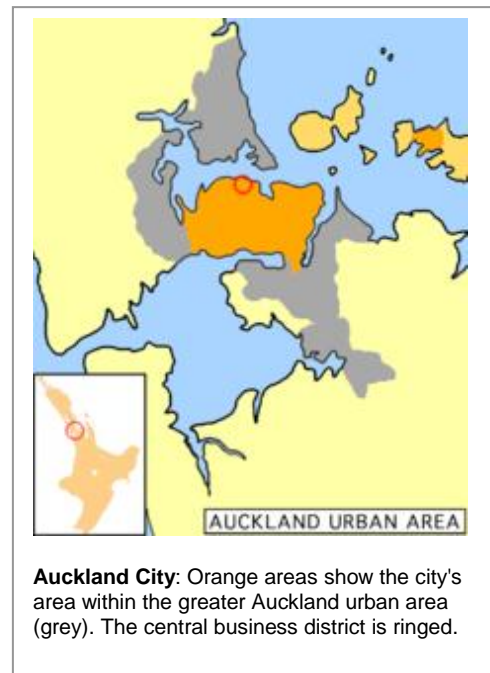 AUCKLAND URBAN AREA
Auckland City: Orange areas show the city's
area within the greater Auckland urban area
(grey). The central business district is ringed.